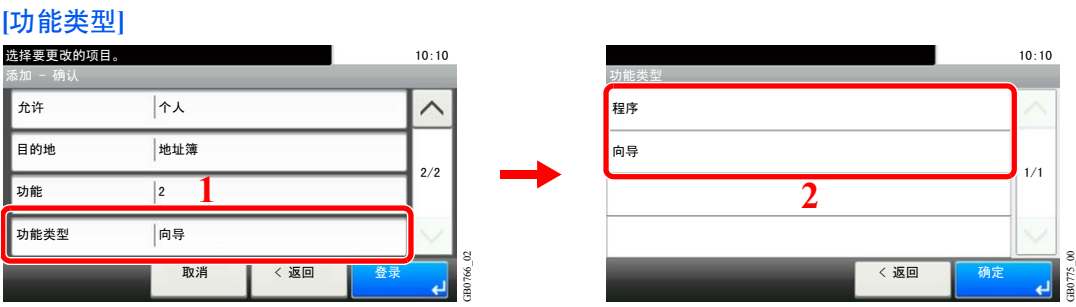 [功能类型]
选择要更改的项目。
10:10
添加 - 确认
允许 个人
目的地 地址簿
2/2
功能 2
1
功能类型 向导
取消 < 返回 登录
GB0766_02
10:10
功能类型
程序
向导
1/1
2
< 返回 确定
GB0775_00